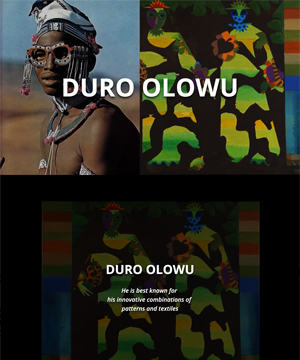 DURO OLOWU
DURO OLOWU
He is best known for
his innovative combinations of
patterns and textiles